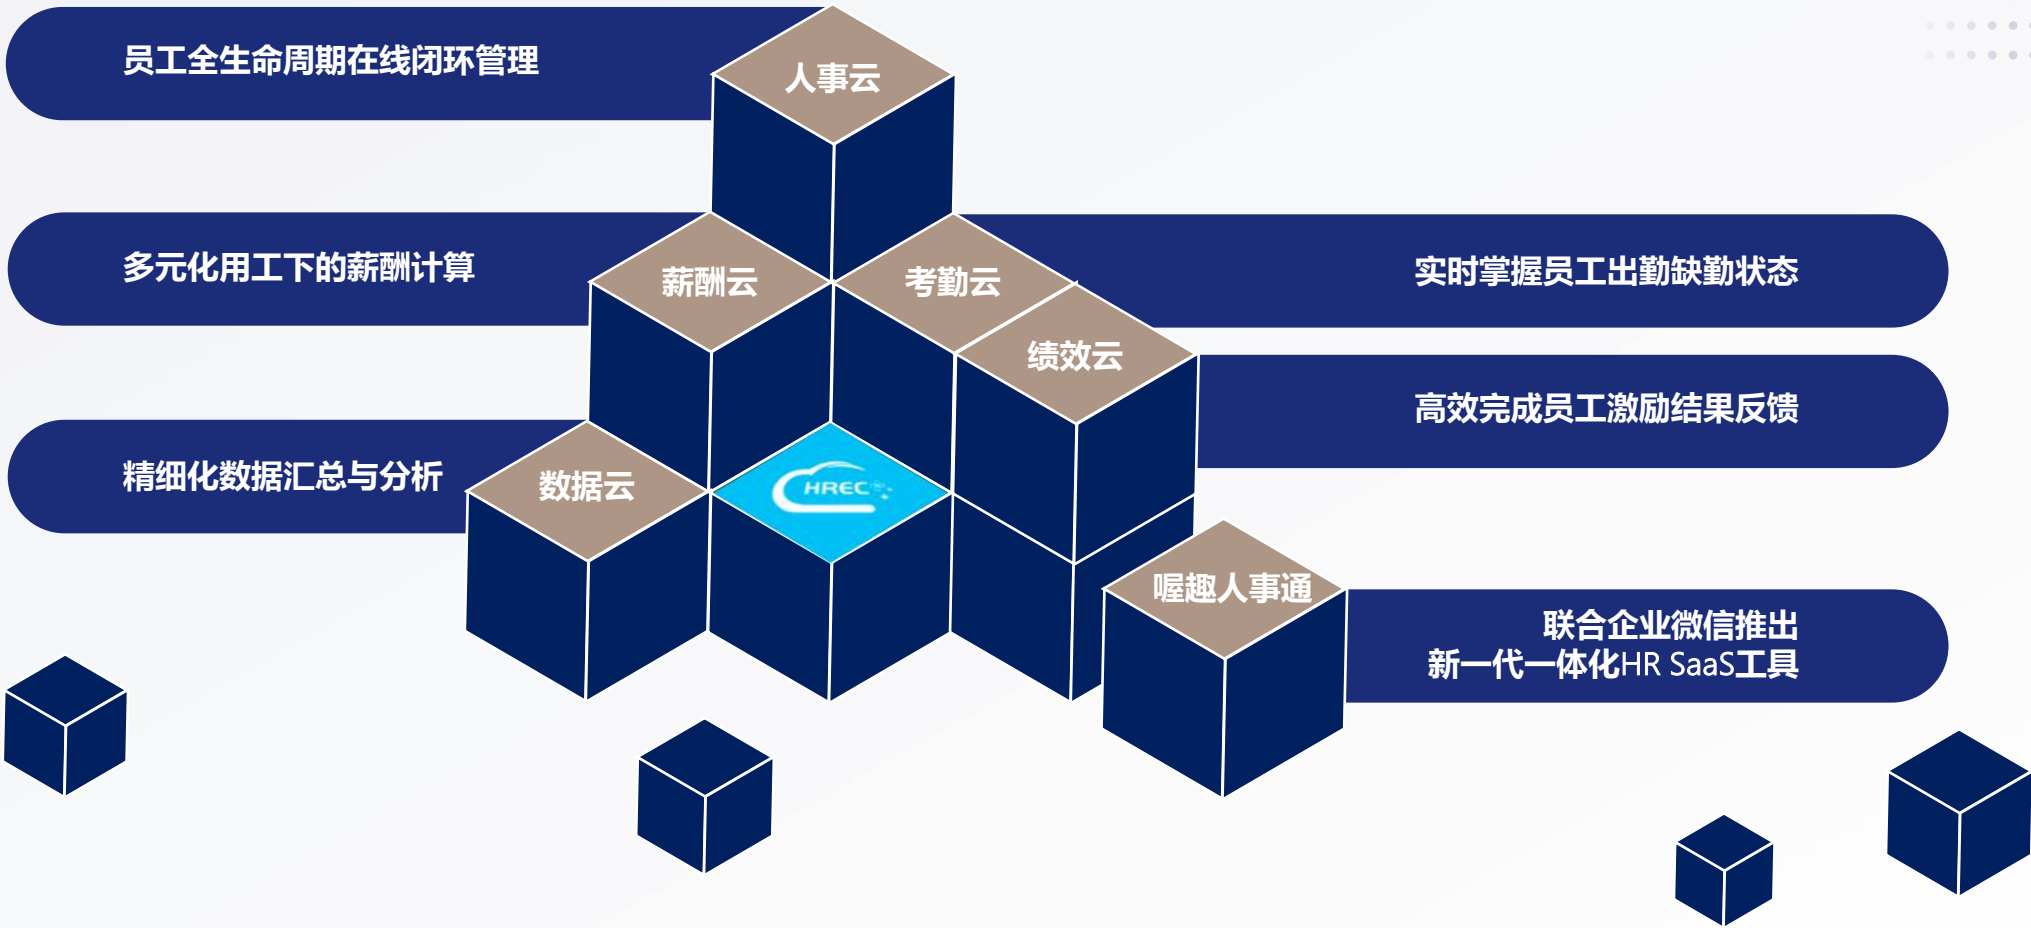 员工全生命周期在线闭环管理
人事云
多元化用工下的薪酬计算
薪酬云
考勤云
实时掌握员工出勤缺勤状态
绩效云
高效完成员工激励结果反馈
精细化数据汇总与分析
数据云
HREC
喔趣人事通
联合企业微信推出
新一代一体化HR SaaS工具